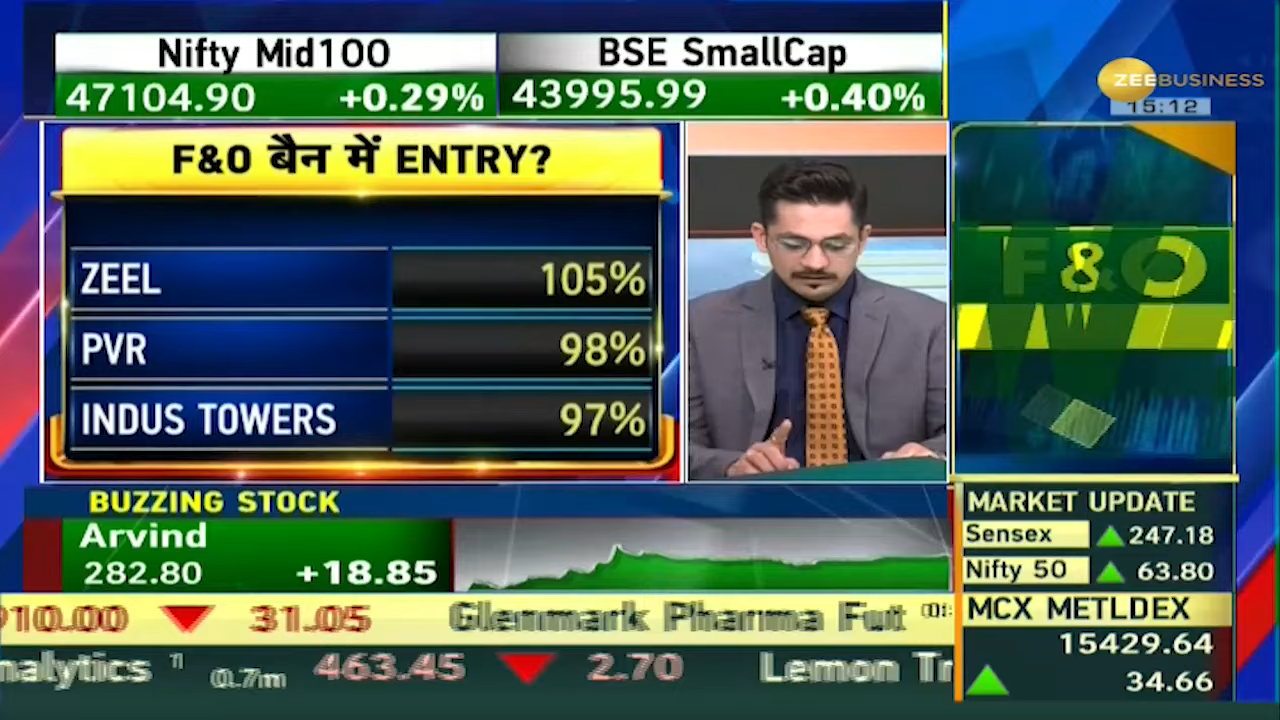 Nifty Mid100
47104.90 +0.29%
BSE SmallCap
43995.99 +0.40%
ZEEBUSINESS
15:12
F&O बैन में ENTRY?
ZEEL 105%
PVR 98%
INDUS TOWERS 97%
F&O
BUZZING STOCK
Arvind
282.80 +18.85
MARKET UPDATE
Sensex 247.18
Nifty 50 63.80
MCX METLDEX
15429.64
34.66
910.00 31.05 Glenmark Pharma Fut
nalytics 0.7m 463.45 2.70 Lemon Tr